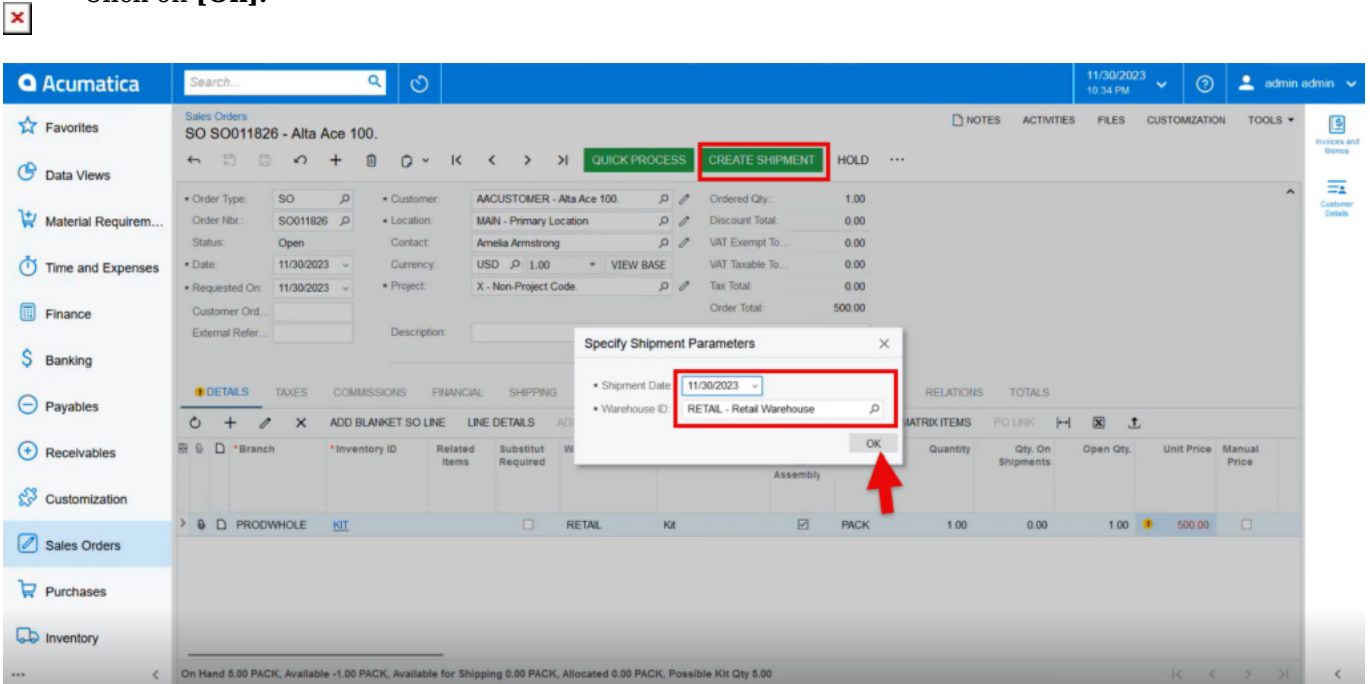 Click on [OK].
Acumatica
Search...
11/30/2023
10:34 PM
admin admin
Favorites
Data Views
Material Requirem...
Time and Expenses
Finance
Banking
Payables
Receivables
Customization
Sales Orders
Purchases
Inventory
...
Sales Orders
SO SO011826 - Alta Ace 100.
NOTES ACTIVITIES FILES CUSTOMIZATION TOOLS
QUICK PROCESS CREATE SHIPMENT HOLD ...
Order Type: SO
Order Nbr.: SO011826
Status: Open
Date: 11/30/2023
Requested On: 11/30/2023
Customer Ord...
External Refer...
Customer: AACUSTOMER - Alta Ace 100.
Location: MAIN - Primary Location
Contact: Amelia Armstrong
Currency: USD 1.00 VIEW BASE
Project: X - Non-Project Code.
Description:
Ordered Qty.: 1.00
Discount Total: 0.00
VAT Exempt To... 0.00
VAT Taxable To... 0.00
Tax Total: 0.00
Order Total: 500.00
Specify Shipment Parameters
Shipment Date: 11/30/2023
Warehouse ID: RETAIL - Retail Warehouse
OK
DETAILS TAXES COMMISSIONS FINANCIAL SHIPPING RELATIONS TOTALS
ADD BLANKET SO LINE LINE DETAILS MATRIX ITEMS PO LINK
*Branch *Inventory ID Related Items Substitut Required Assembly Quantity Qty. On Shipments Open Qty. Unit Price Manual Price
PRODWHOLE KIT RETAIL Kit PACK 1.00 0.00 1.00 500.00
On Hand 5.00 PACK, Available -1.00 PACK, Available for Shipping 0.00 PACK, Allocated 0.00 PACK, Possible Kit Qty 5.00
Invoices and Memos
Customer Details